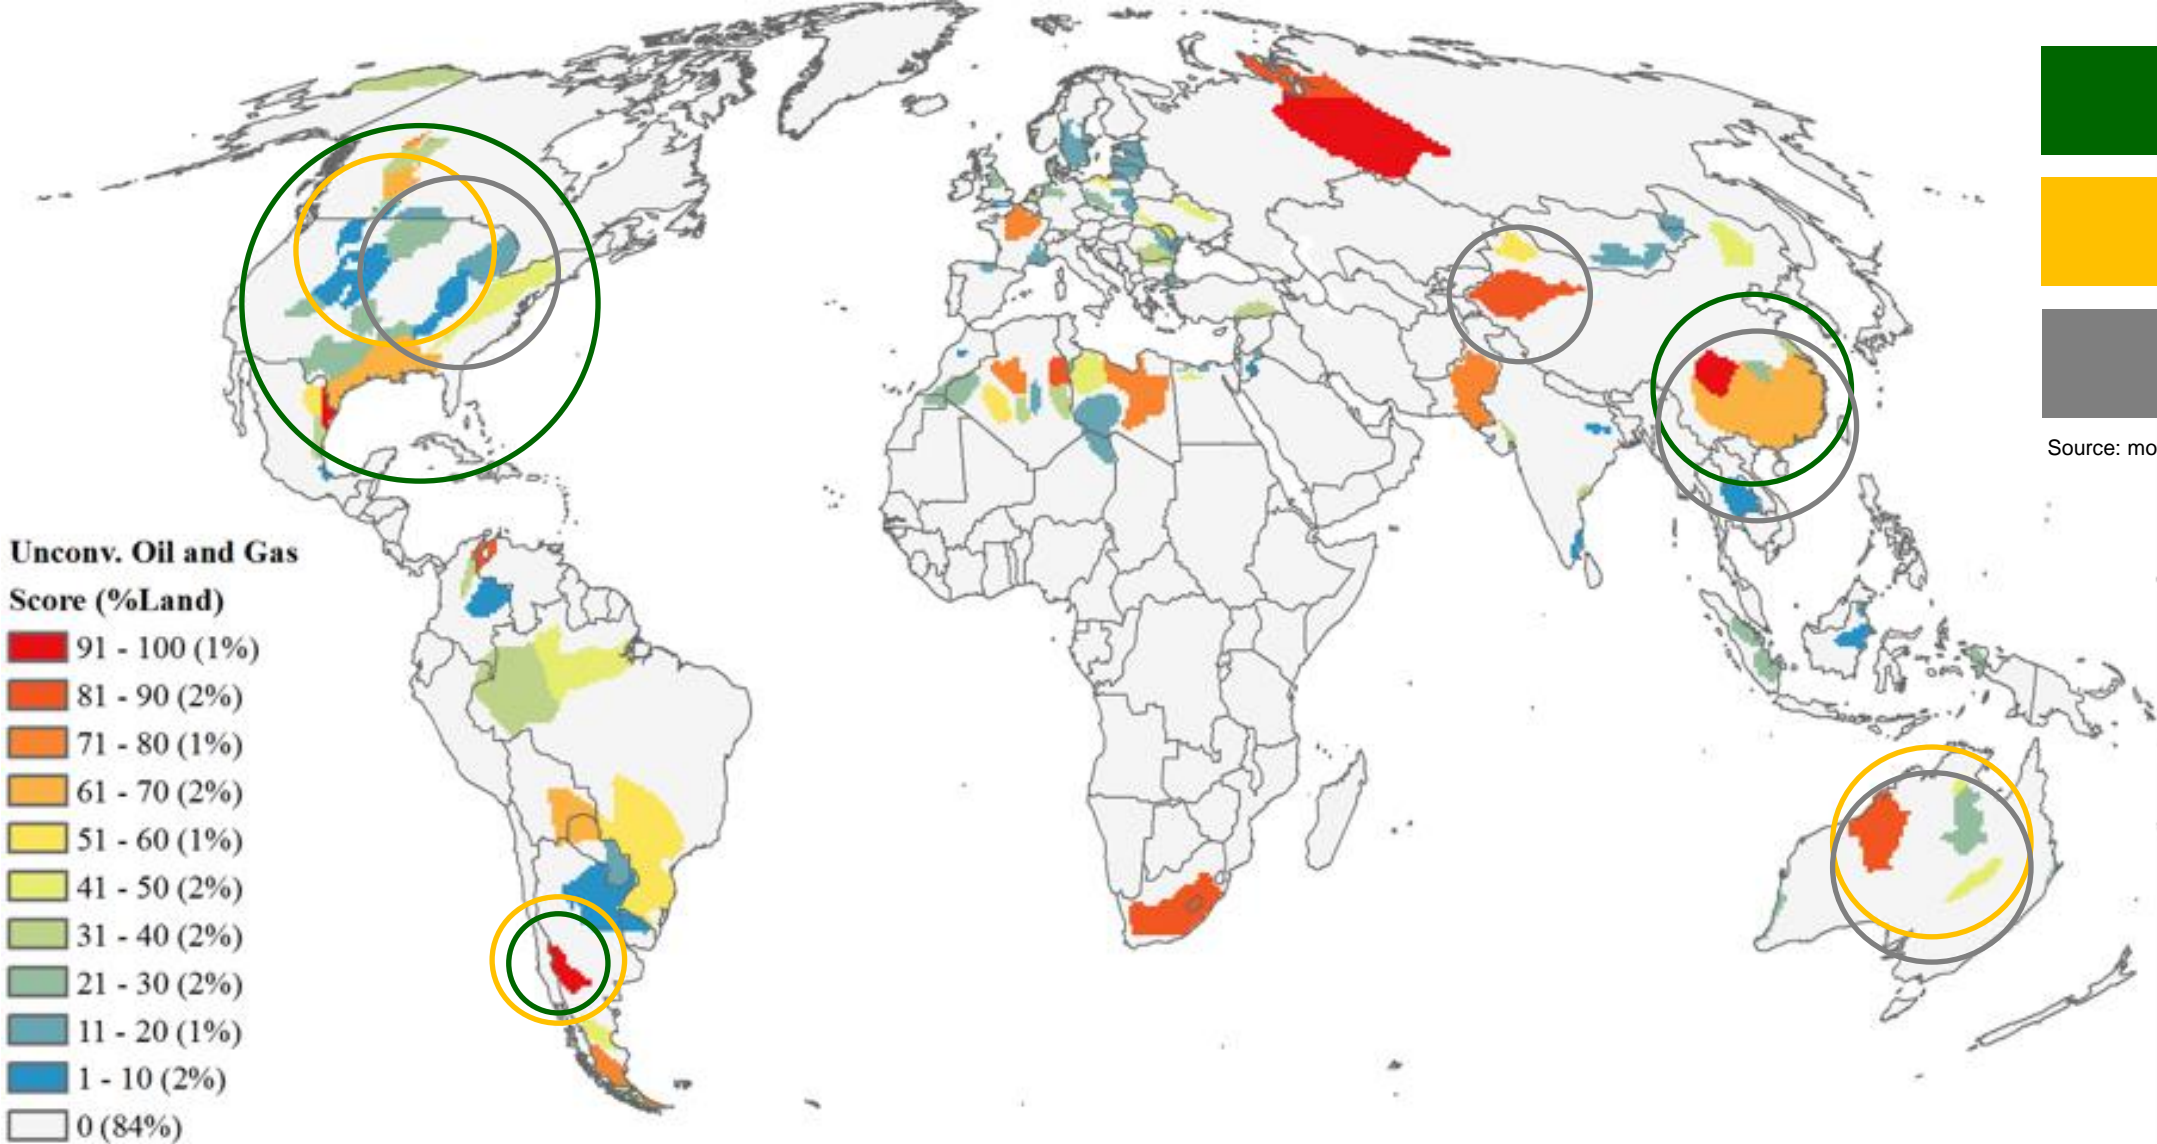 Source: mo
Unconv. Oil and Gas
Score (%Land)
91 - 100 (1%)
81 - 90 (2%)
71 - 80 (1%)
61 - 70 (2%)
51 - 60 (1%)
41 - 50 (2%)
31 - 40 (2%)
21 - 30 (2%)
11 - 20 (1%)
1 - 10 (2%)
0 (84%)